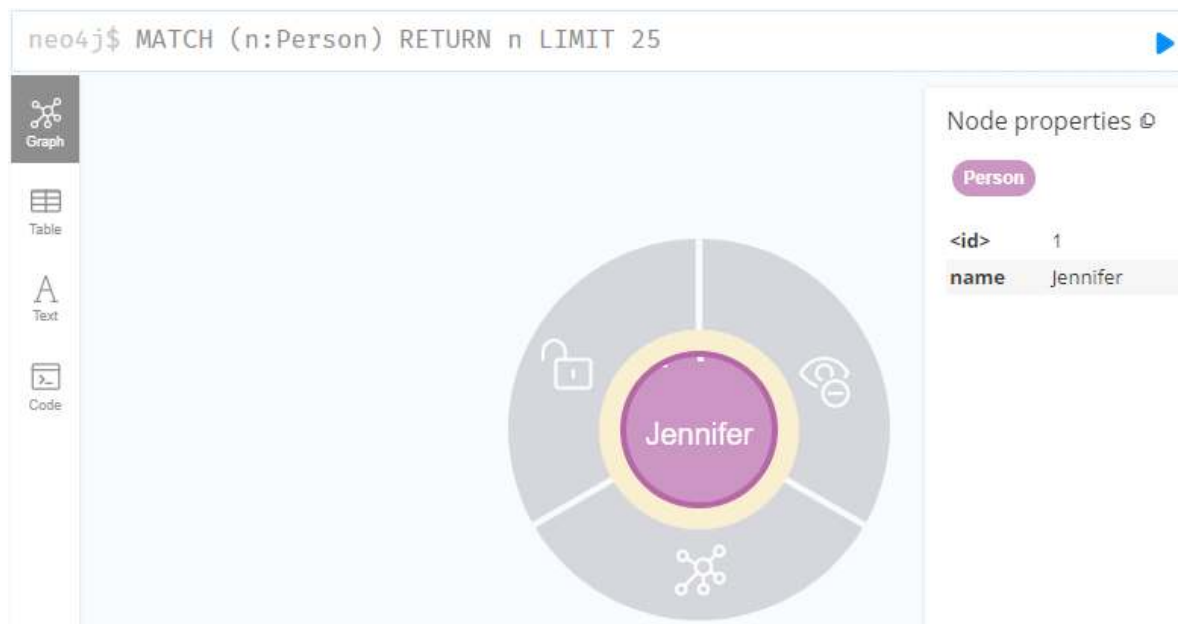 neo4j$ MATCH (n:Person) RETURN n LIMIT 25
Graph
Table
Text
Code
Jennifer
Node properties
Person
<id> 1
name Jennifer